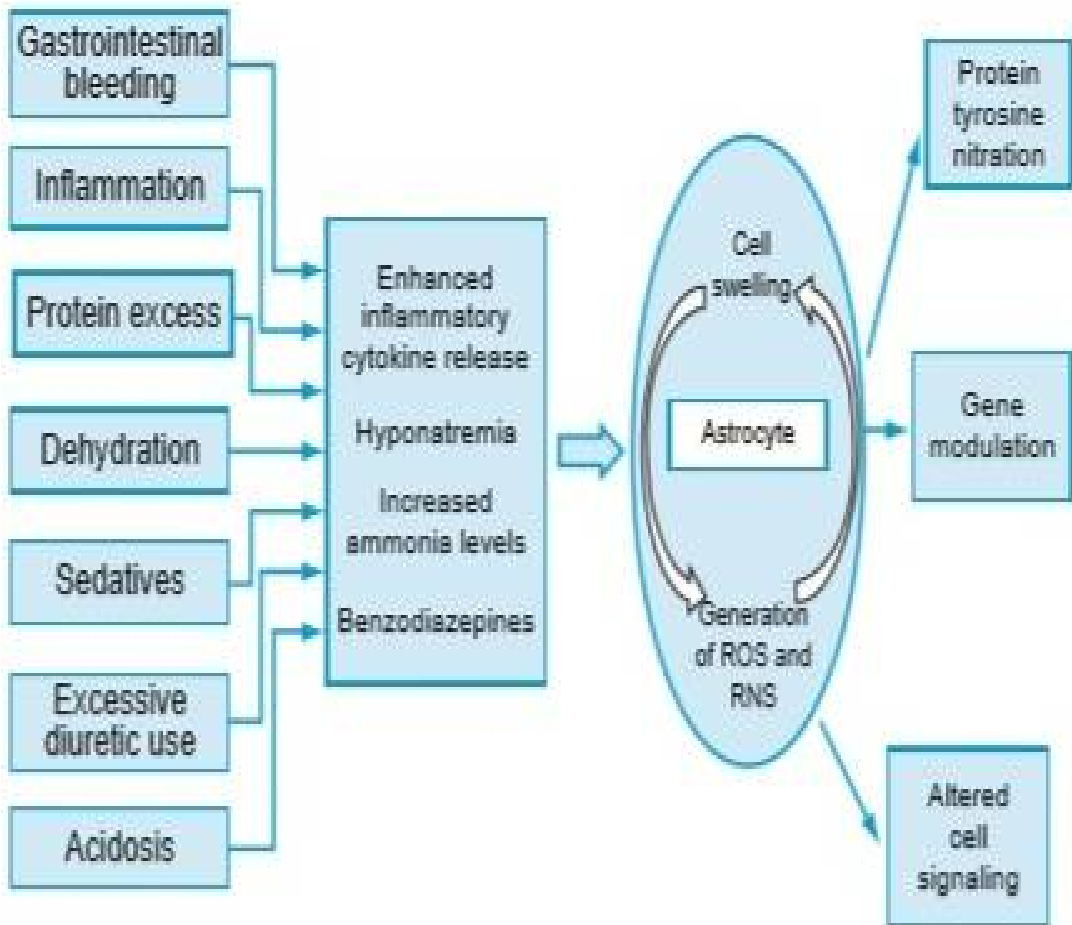 Gastrointestinal
bleeding
Inflammation
Protein excess
Dehydration
Sedatives
Excessive
diuretic use
Acidosis
Enhanced
inflammatory
cytokine release
Hyponatremia
Increased
ammonia levels
Benzodiazepines
Cell
swelling
Astrocyte
Generation
of ROS and
RNS
Protein
tyrosine
nitration
Gene
modulation
Altered
cell
signaling